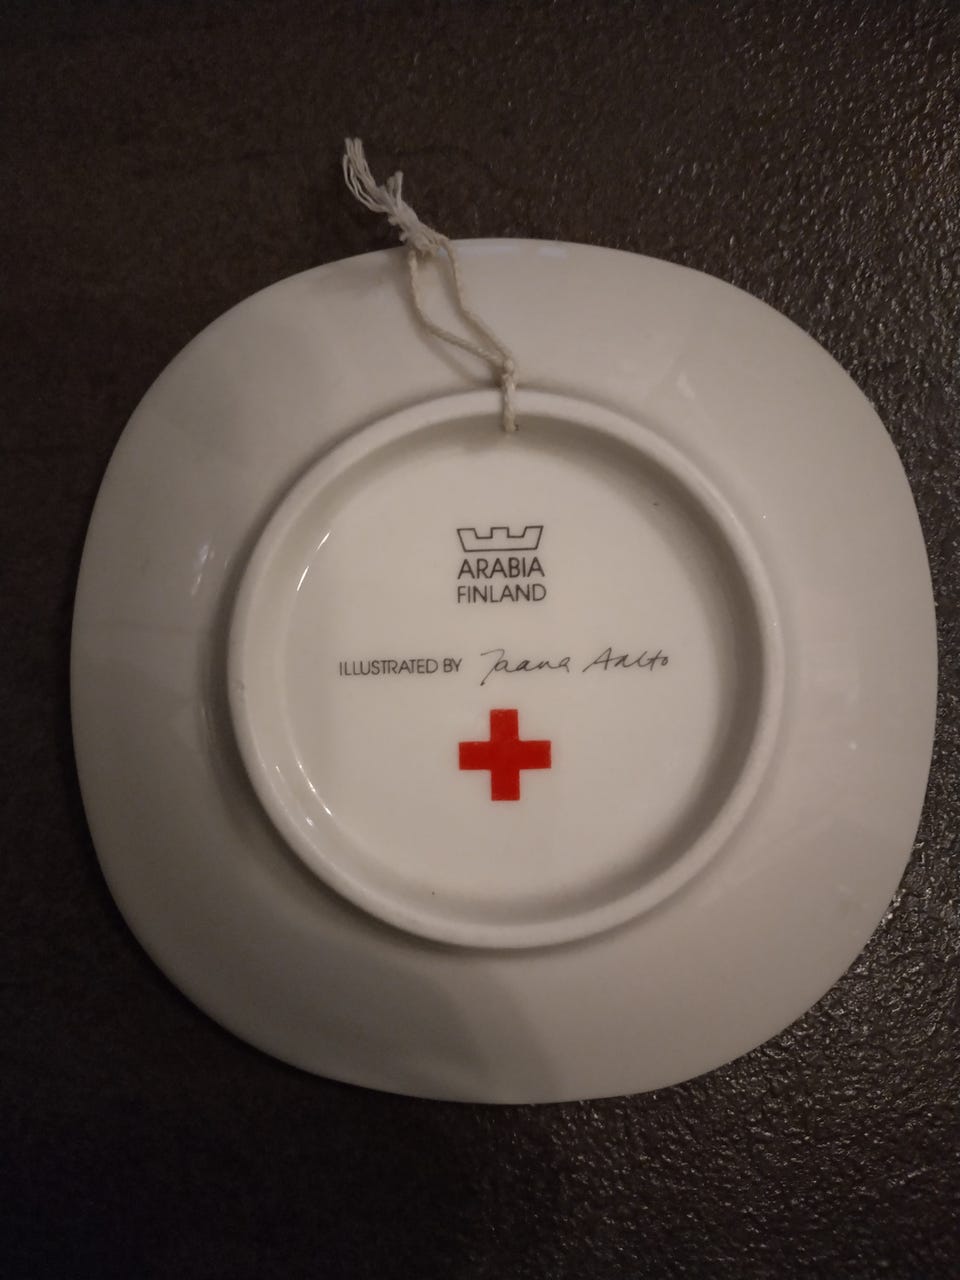 ARABIA
FINLAND
ILLUSTRATED BY Jaana Aalto